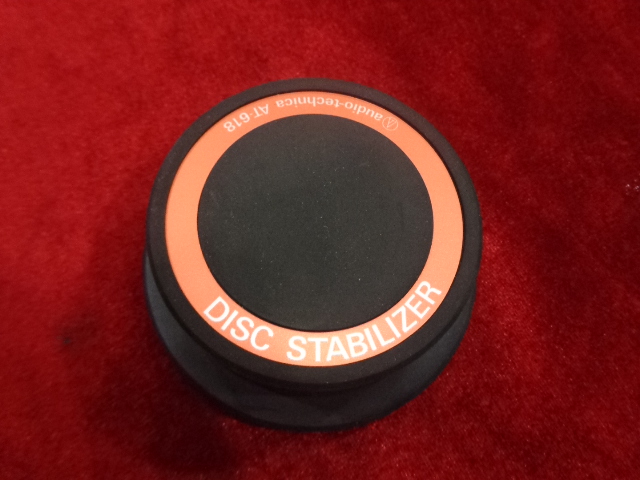 audio-technica AT-618
DISC STABILIZER